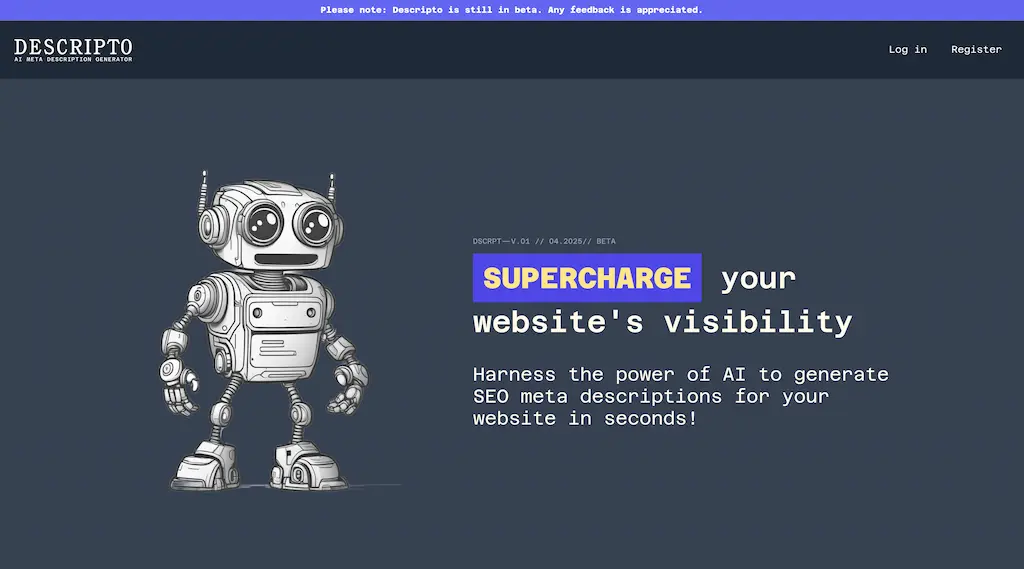 Please note: Descripto is still in beta. Any feedback is appreciated.
DESCRIPTO
AI META DESCRIPTION GENERATOR
Log in
Register
DSCRPT—V.01 // 04.2025// BETA
SUPERCHARGE your
website's visibility
Harness the power of AI to generate
SEO meta descriptions for your
website in seconds!